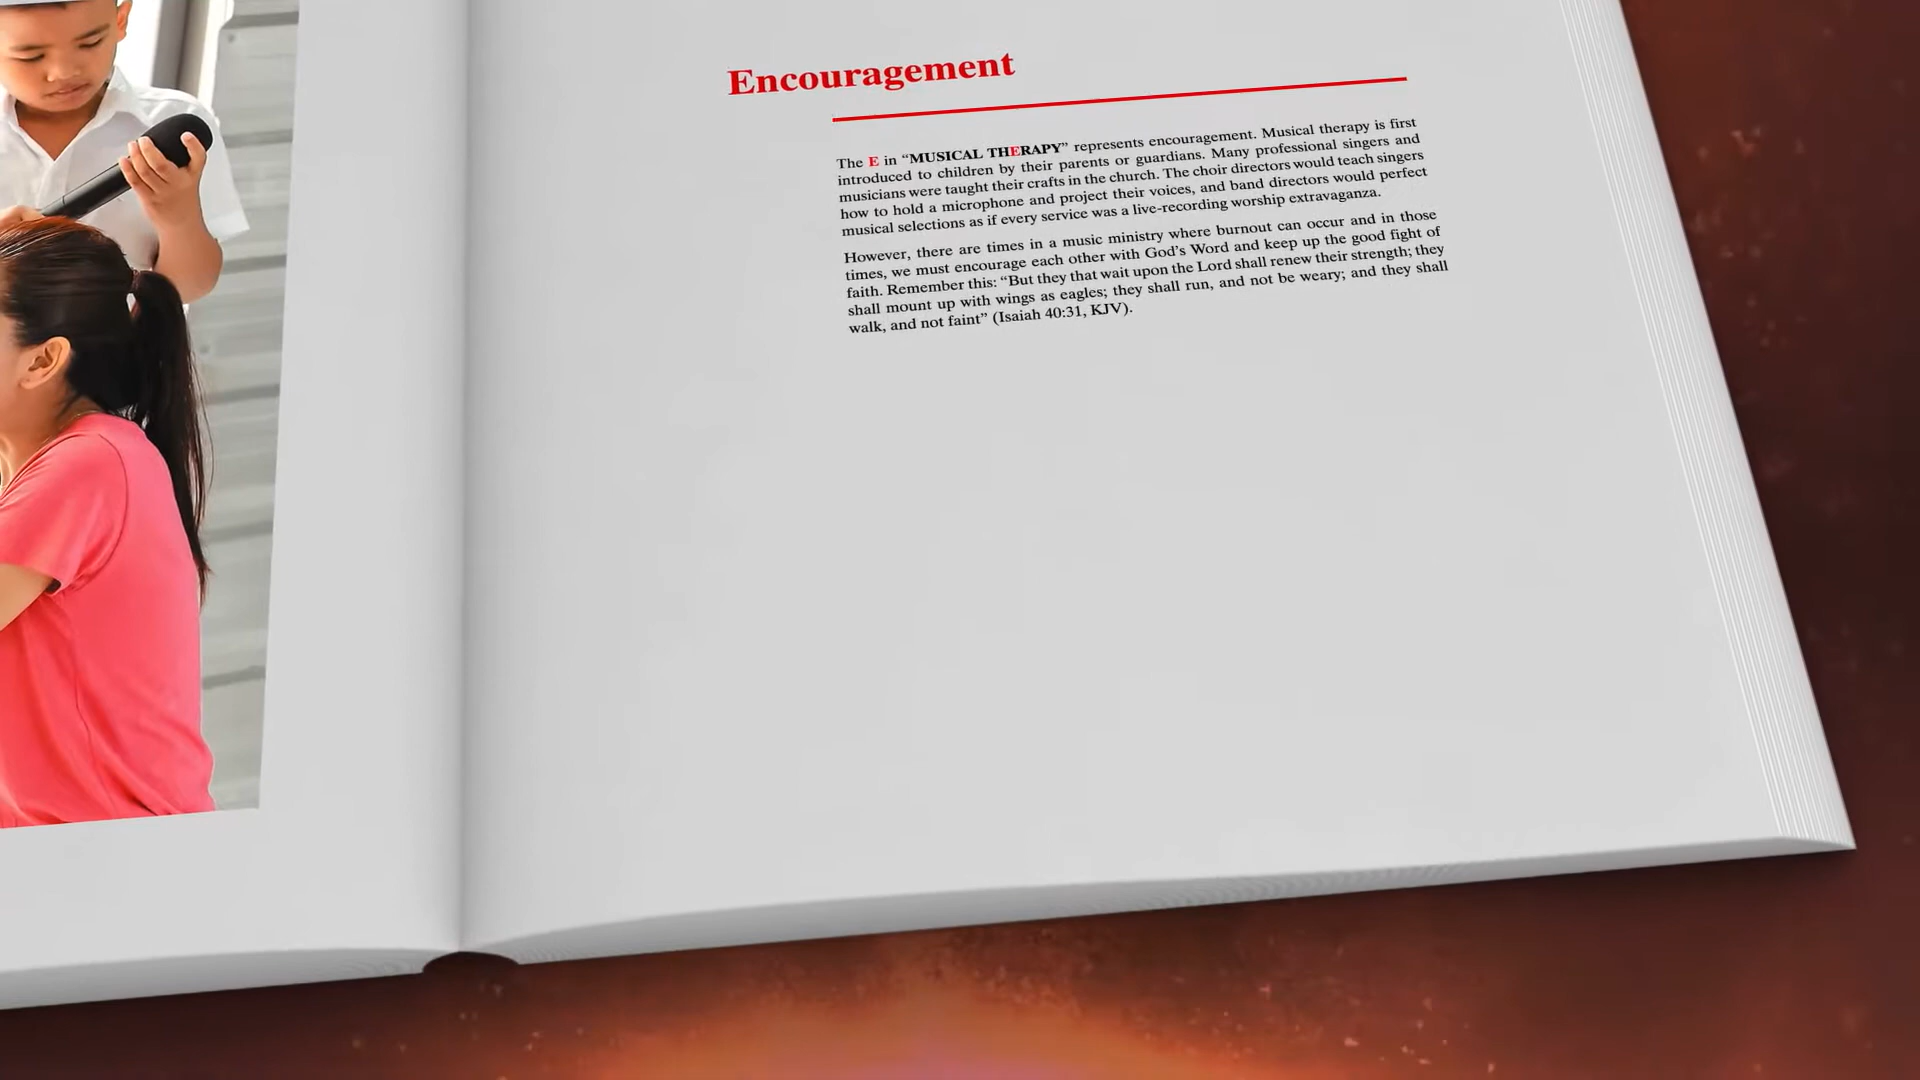 Encouragement
The E in “MUSICAL THERAPY” represents encouragement. Musical therapy is first
introduced to children by their parents or guardians. Many professional singers and
musicians were taught their crafts in the church. The choir directors would teach singers
how to hold a microphone and project their voices, and band directors would perfect
musical selections as if every service was a live-recording worship extravaganza.
However, there are times in a music ministry where burnout can occur and in those
times, we must encourage each other with God’s Word and keep up the good fight of
faith. Remember this: “But they that wait upon the Lord shall renew their strength; they
shall mount up with wings as eagles; they shall run, and not be weary; and they shall
walk, and not faint” (Isaiah 40:31, KJV).